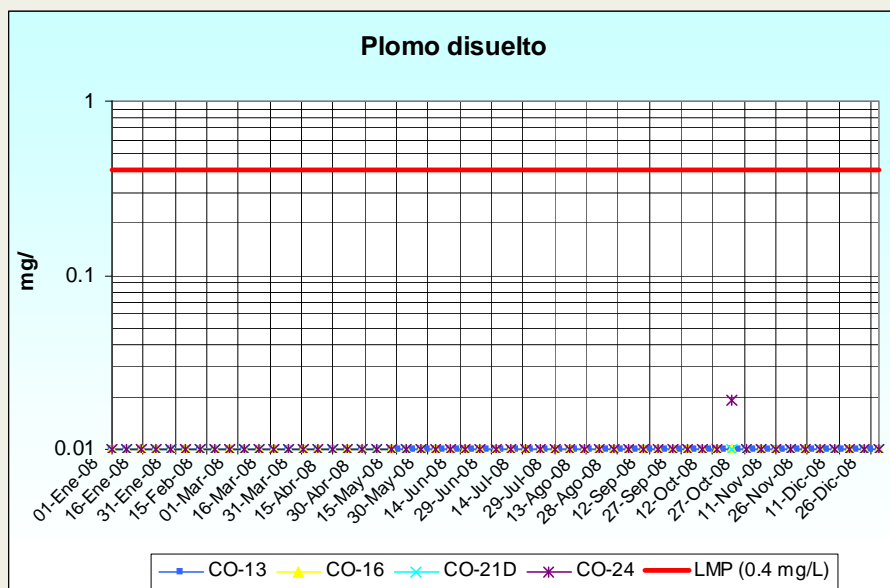 Plomo disuelto
1
0.1
0.01
mg/
01-Ene-08
16-Ene-08
31-Ene-08
15-Feb-08
01-Mar-08
16-Mar-08
31-Mar-08
15-Abr-08
30-Abr-08
15-May-08
30-May-08
14-Jun-08
29-Jun-08
14-Jul-08
29-Jul-08
13-Ago-08
28-Ago-08
12-Sep-08
27-Sep-08
12-Oct-08
27-Oct-08
11-Nov-08
26-Nov-08
11-Dic-08
26-Dic-08
CO-13 CO-16 CO-21D CO-24 LMP (0.4 mg/L)